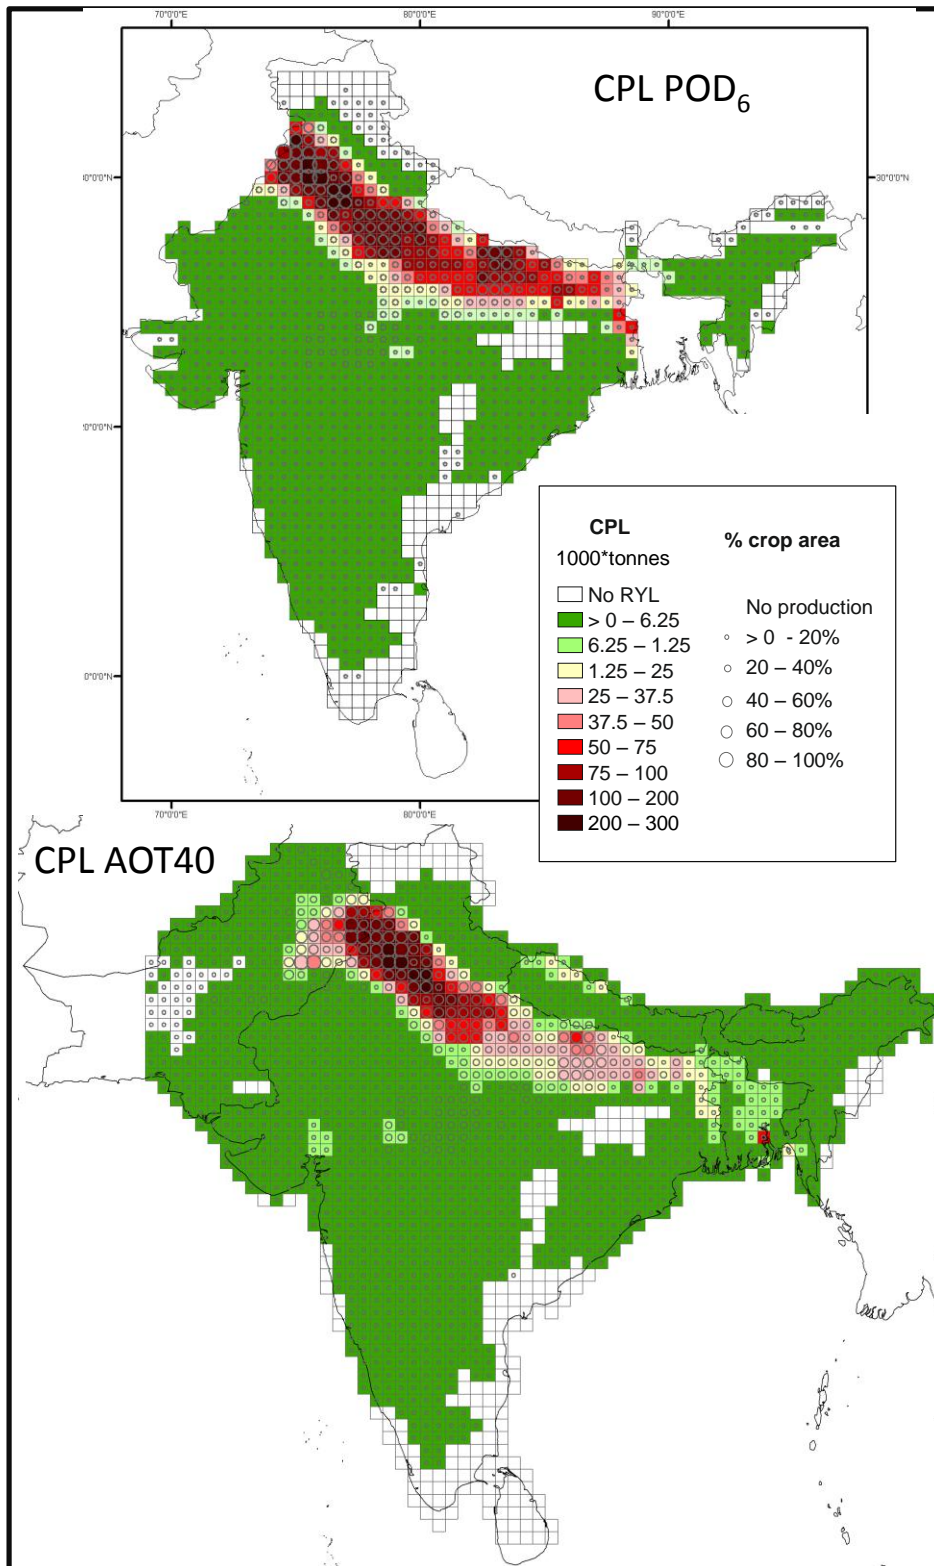 70°0'0"E 80°0'0"E 90°0'0"E
CPL POD6
0°0'0"N 30°0'0"N
0°0'0"N
0°0'0"N
CPL
1000*tonnes
% crop area
No RYL
> 0 – 6.25
6.25 – 1.25
1.25 – 25
25 – 37.5
37.5 – 50
50 – 75
75 – 100
100 – 200
200 – 300
No production
> 0 - 20%
20 – 40%
40 – 60%
60 – 80%
80 – 100%
70°0'0"E 80°0'0"E
CPL AOT40